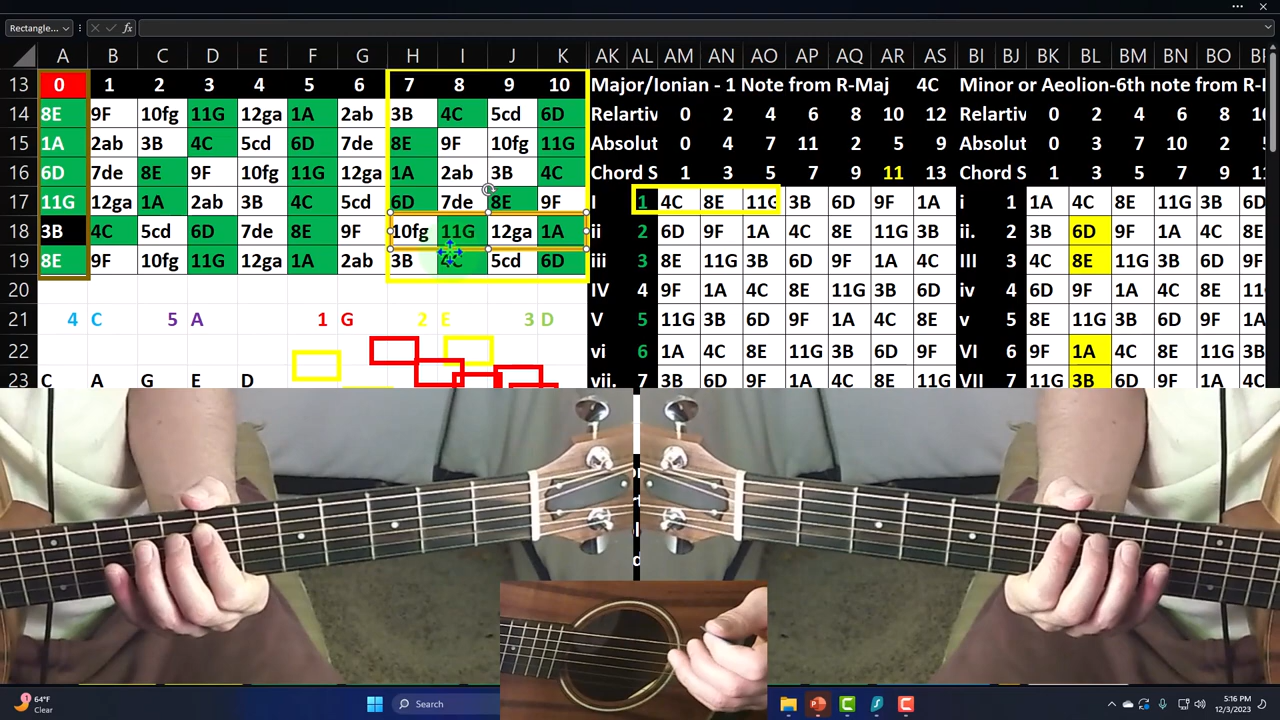 Rectangle...
fx
A B C D E F G H I J K AK AL AM AN AO AP AQ AR AS BI BJ BK BL BM BN BO
13 0 1 2 3 4 5 6 7 8 9 10 Major/Ionian - 1 Note from R-Maj 4C Minor or Aeolion-6th note from R-
14 8E 9F 10fg 11G 12ga 1A 2ab 3B 4C 5cd 6D Relartiv 0 2 4 6 8 10 12 Relartiv 0 2 4 6 8
15 1A 2ab 3B 4C 5cd 6D 7de 8E 9F 10fg 11G Absolut 0 4 7 11 2 5 9 Absolut 0 3 7 10 2
16 6D 7de 8E 9F 10fg 11G 12ga 1A 2ab 3B 4C Chord S 1 3 5 7 9 11 13 Chord S 1 3 5 7 9
17 11G 12ga 1A 2ab 3B 4C 5cd 6D 7de 8E 9F I 1 4C 8E 11G 3B 6D 9F 1A i 1 1A 4C 8E 11G 3B 6D
18 3B 4C 5cd 6D 7de 8E 9F 10fg 11G 12ga 1A ii 2 6D 9F 1A 4C 8E 11G 3B ii. 2 3B 6D 9F 1A 4C 8E
19 8E 9F 10fg 11G 12ga 1A 2ab 3B 4C 5cd 6D iii 3 8E 11G 3B 6D 9F 1A 4C III 3 4C 8E 11G 3B 6D 9F
20 IV 4 9F 1A 4C 8E 11G 3B 6D iv 4 6D 9F 1A 4C 8E 11
21 4 C 5 A 1 G 2 E 3 D V 5 11G 3B 6D 9F 1A 4C 8E v 5 8E 11G 3B 6D 9F 1A
22 vi 6 1A 4C 8E 11G 3B 6D 9F VI 6 9F 1A 4C 8E 11G 3B
23 C A G E D vii. 7 3B 6D 9F 1A 4C 8E 11G VII 7 11G 3B 6D 9F 1A 4C
64°F
Clear
Search
5:16 PM
12/3/2023